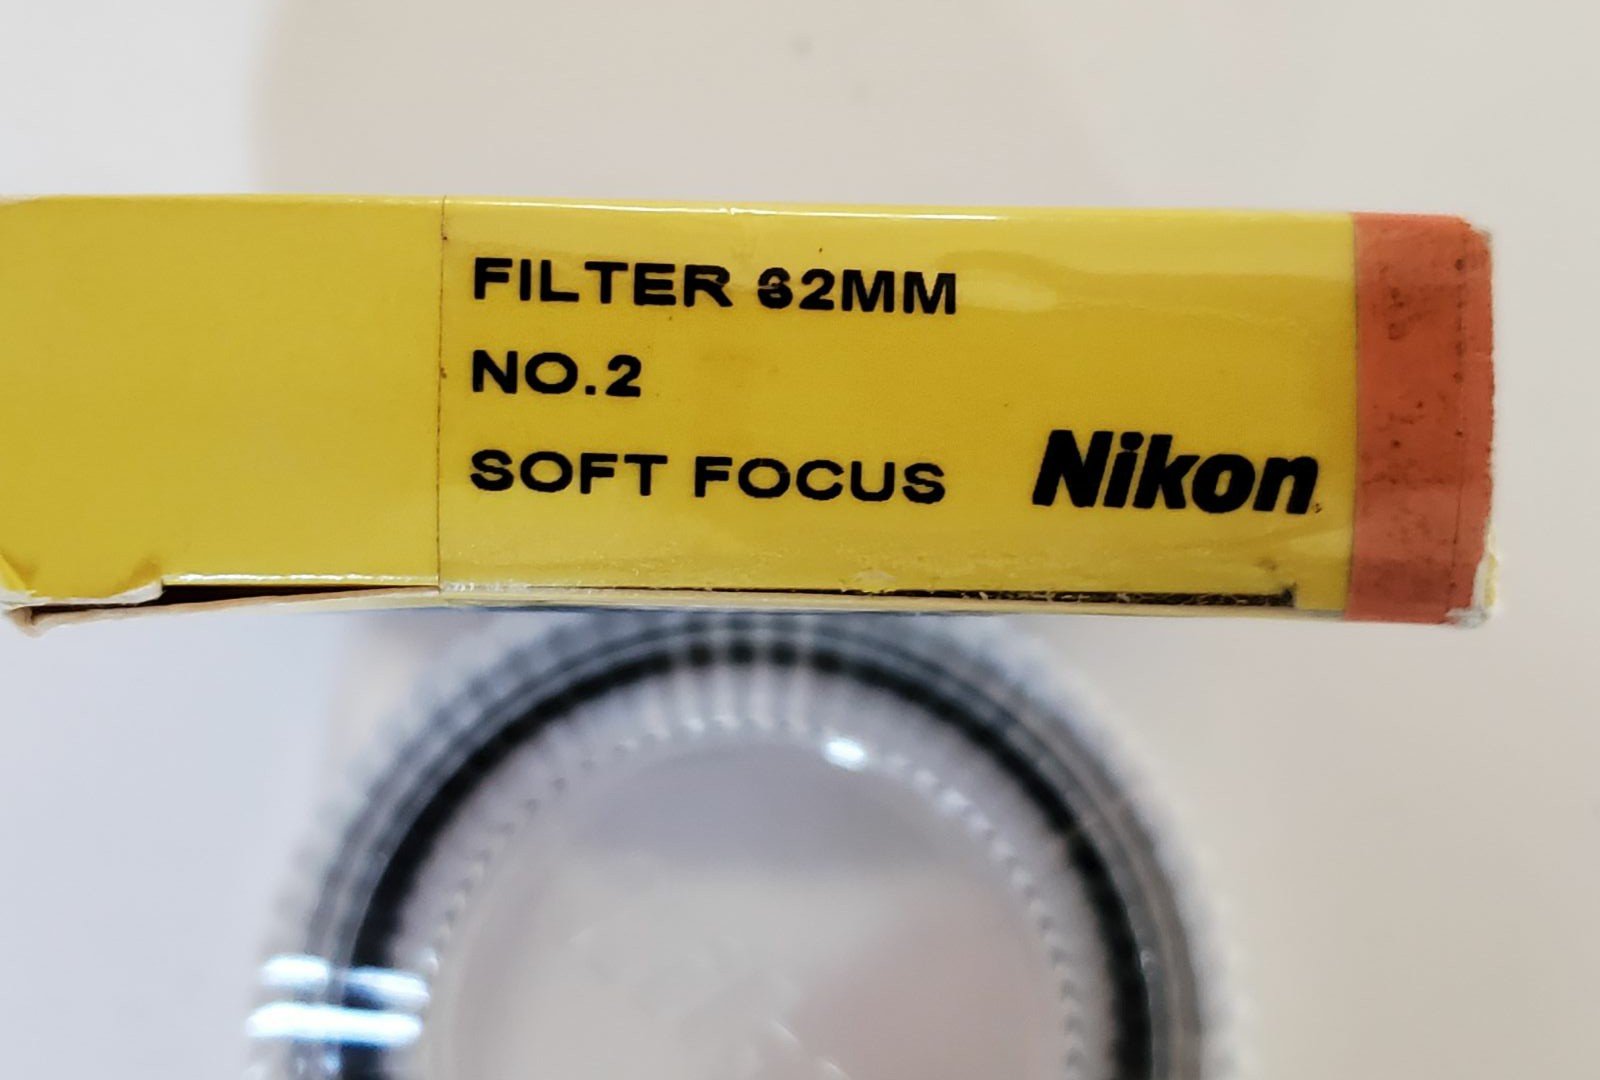 FILTER 62MM
NO.2
SOFT FOCUS
Nikon